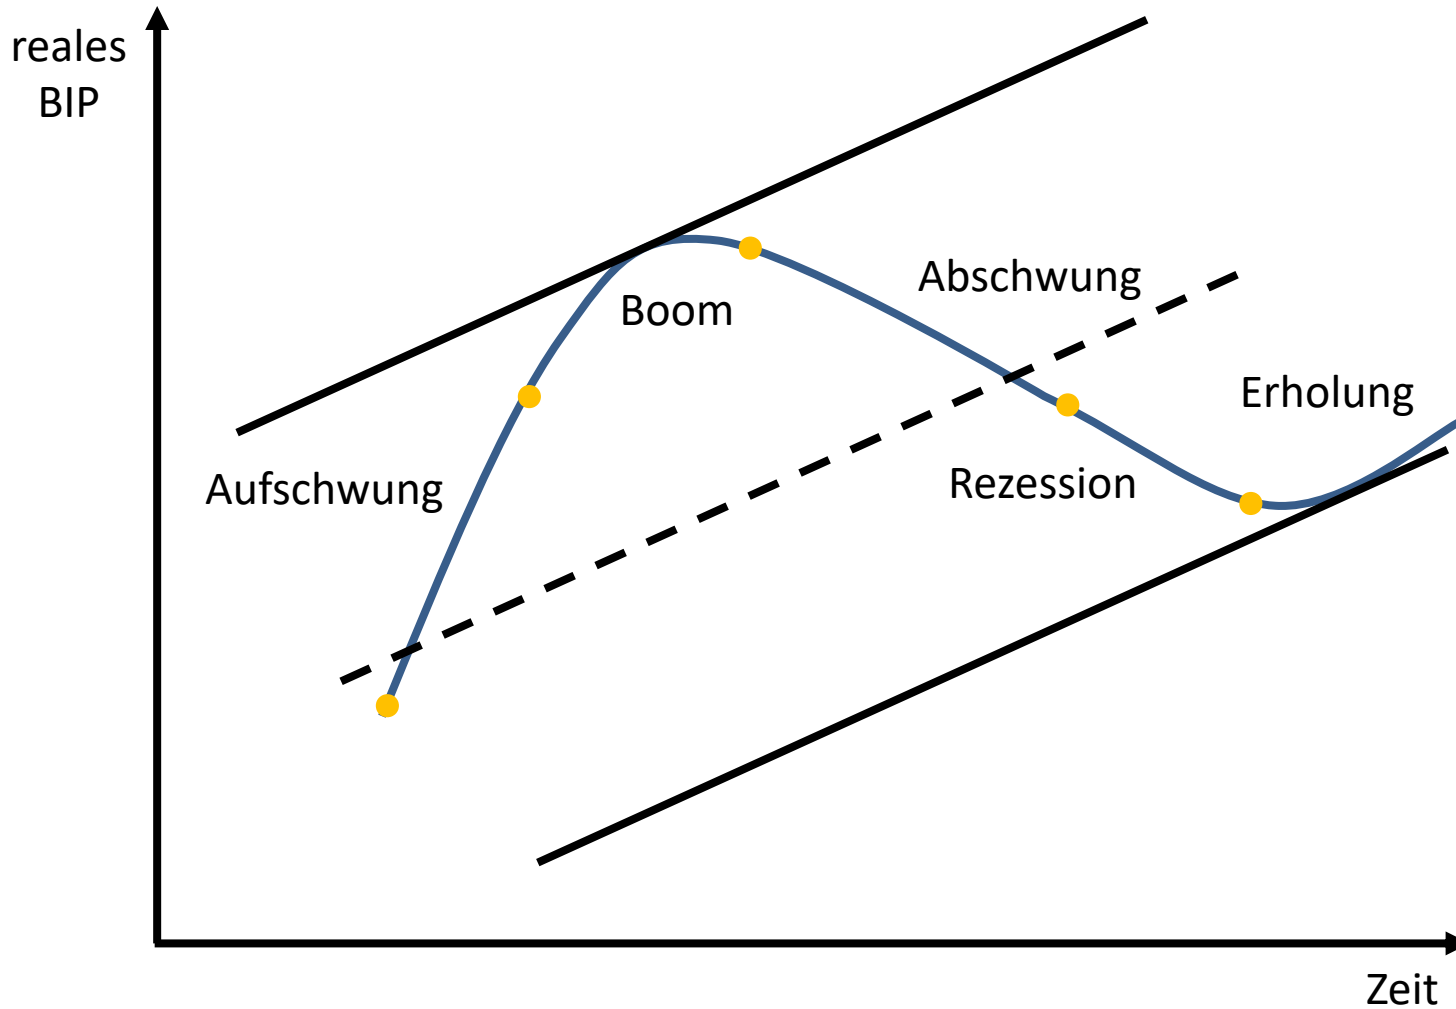 reales
BIP
Abschwung
Boom
Erholung
Aufschwung
Rezession
Zeit